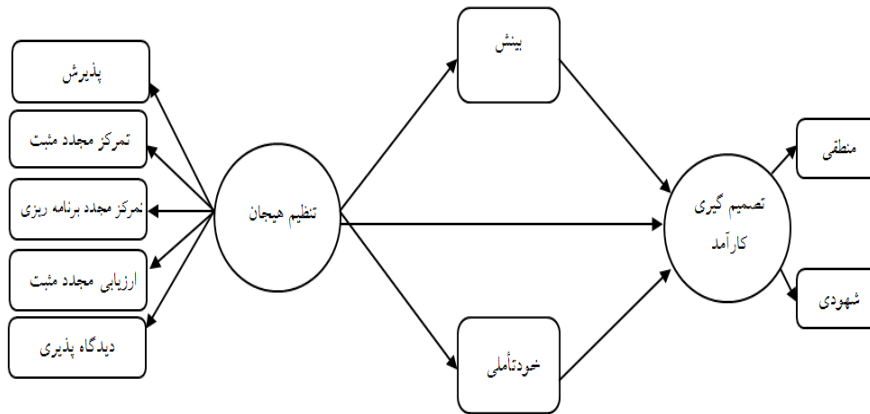 بینش
پذیرش
تمرکز مجدد مثبت
تمرکز مجدد برنامه ریزی
ارزیابی مجدد مثبت
دیدگاه پذیری
تنظیم هیجان
تصمیم گیری
کارآمد
منطقی
شهودی
خودتأملی